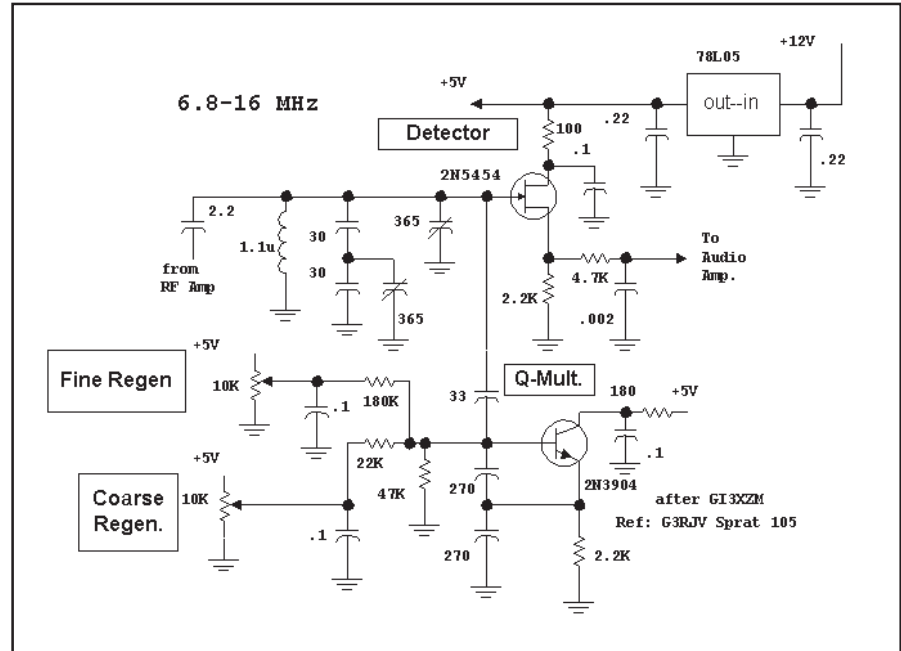 +12V
78L05
6.8-16 MHz
+5V
out--in
Detector
.22
100
.1
.22
2N5454
2.2
365
1.1u
30
from
RF Amp
30
365
To
Audio
Amp.
4.7K
2.2K
.002
+5V
Fine Regen
10K
.1
180K
33
Q-Mult.
180
+5V
.1
22K
+5V
Coarse
Regen.
10K
47K
270
2N3904
after GI3XZM
Ref: G3RJV Sprat 105
.1
270
2.2K